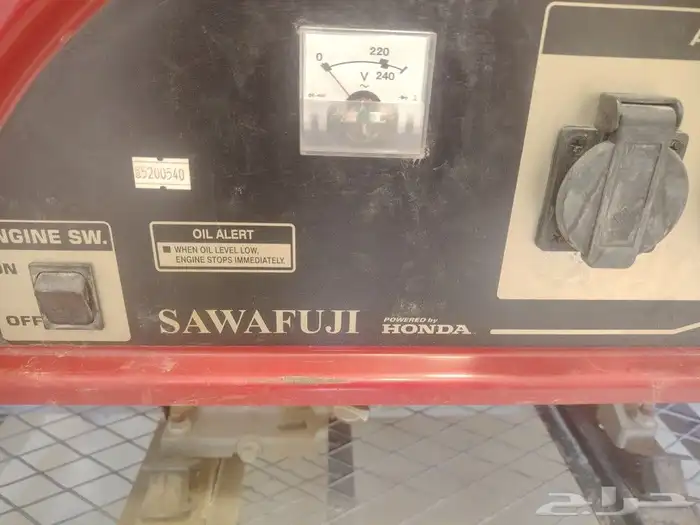 0
220
240
V
~
85200540
ENGINE SW.
ON
OFF
OIL ALERT
■ WHEN OIL LEVEL LOW,
ENGINE STOPS IMMEDIATELY.
SAWAFUJI
POWERED by
HONDA
A
حراج